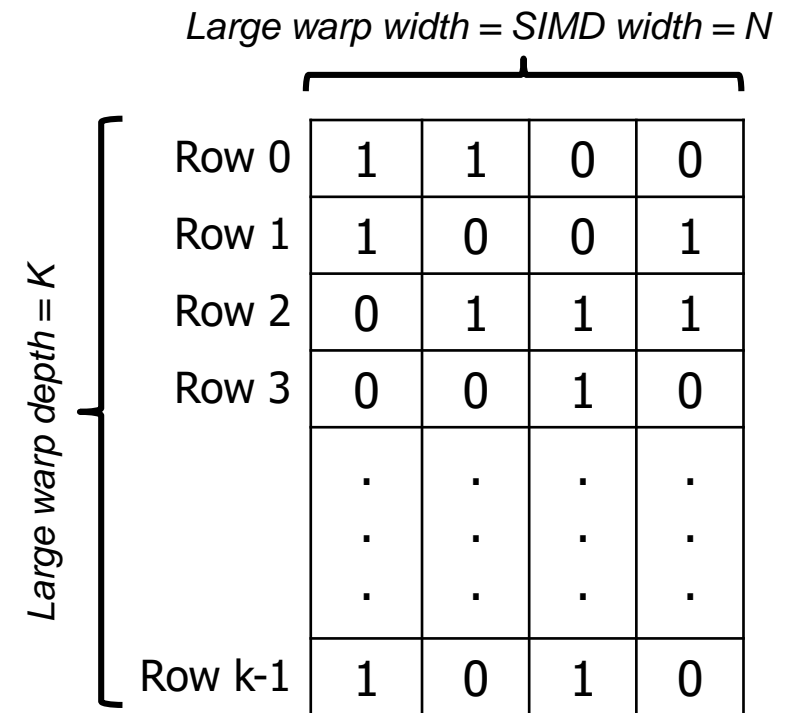 Large warp width = SIMD width = N
Large warp depth = K
Row 0 1 1 0 0
Row 1 1 0 0 1
Row 2 0 1 1 1
Row 3 0 0 1 0
. . . .
. . . .
. . . .
Row k-1 1 0 1 0